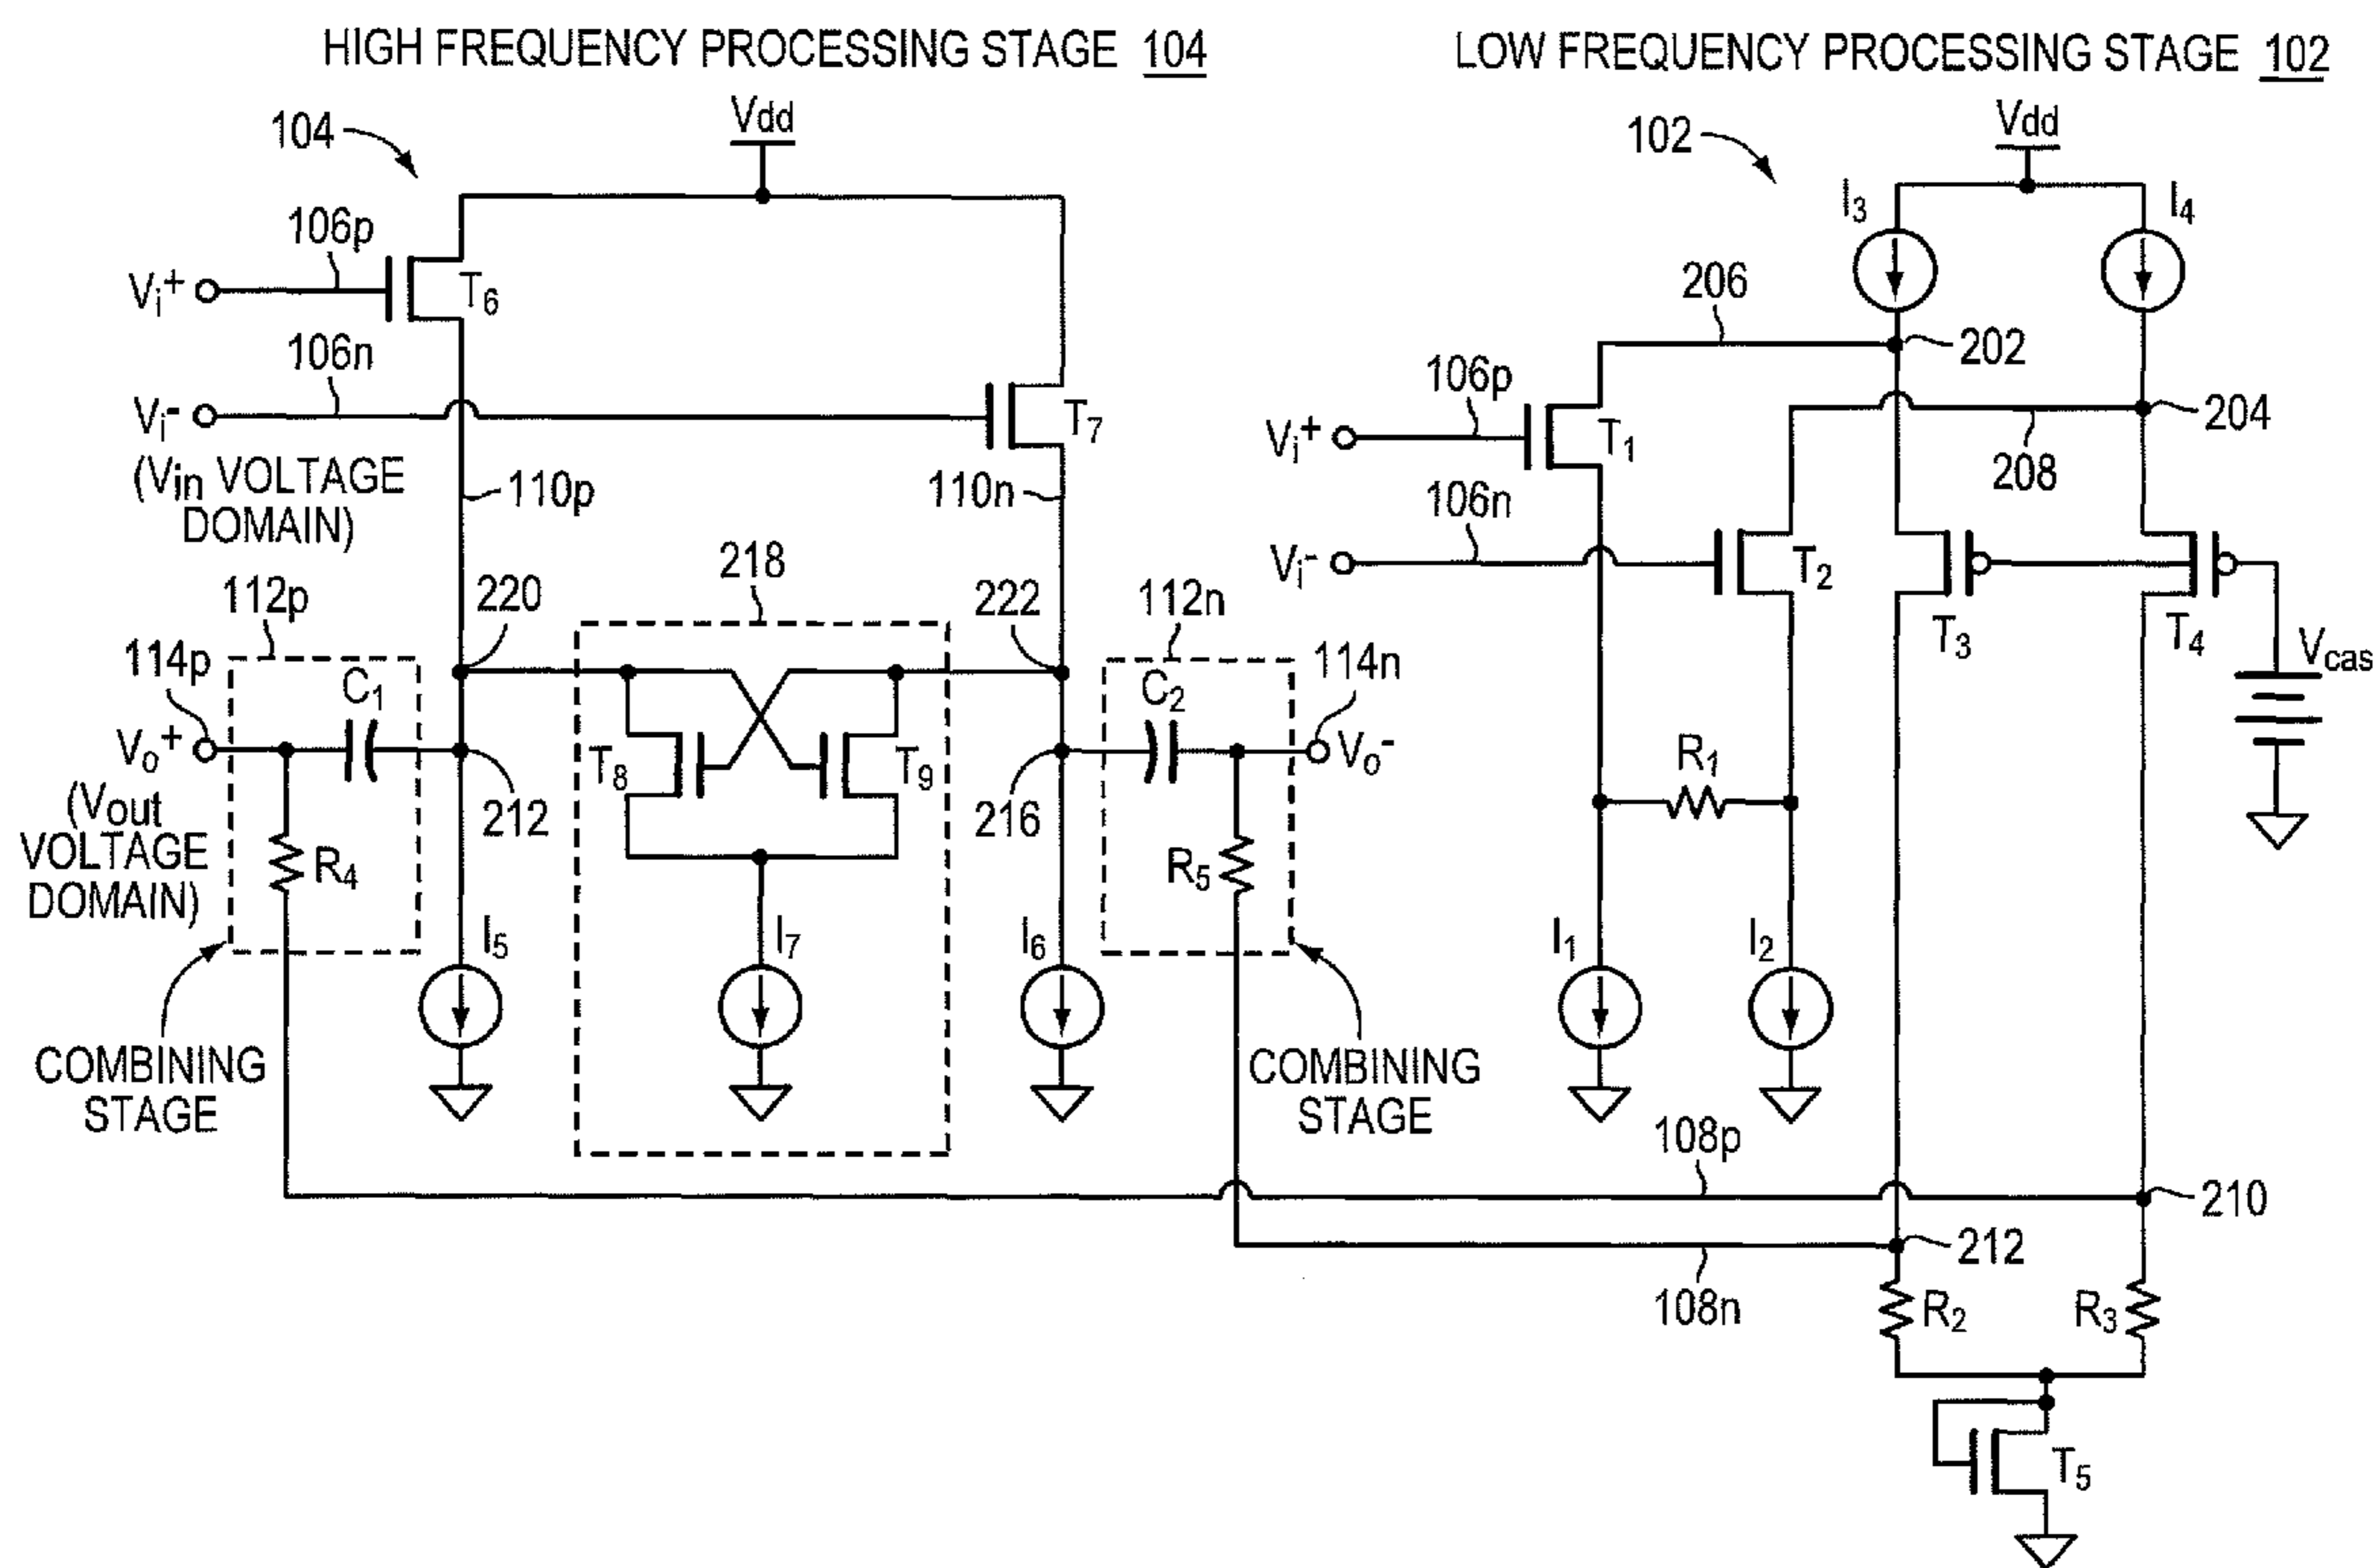 HIGH FREQUENCY PROCESSING STAGE 104
LOW FREQUENCY PROCESSING STAGE 102
104
Vdd
102
Vdd
I3
I4
106p
Vi+
T6
106n
Vi-
T7
(Vin VOLTAGE
DOMAIN)
110p
110n
206
202
106p
Vi+
T1
204
208
106n
Vi-
T2
T3
T4
Vcas
218
112p
220
222
112n
114p
114n
C1
C2
Vo+
Vo-
T8
T9
R1
(Vout
VOLTAGE
DOMAIN)
R4
212
216
R5
I5
I7
I6
I1
I2
COMBINING
STAGE
COMBINING
STAGE
108p
210
212
108n
R2
R3
T5